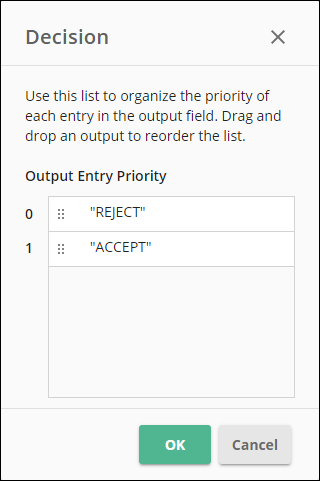 Decision
Use this list to organize the priority of
each entry in the output field. Drag and
drop an output to reorder the list.
Output Entry Priority
0 "REJECT"
1 "ACCEPT"
OK Cancel